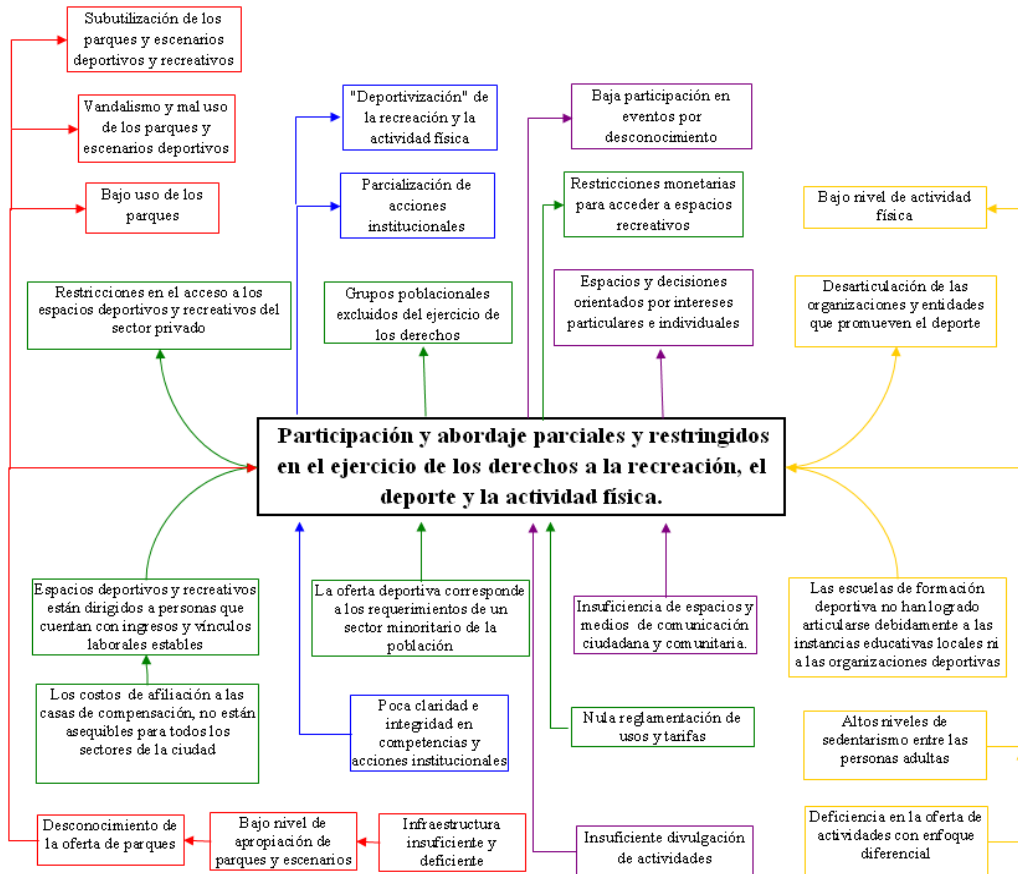 Subutilización de los
parques y escenarios
deportivos y recreativos
Vandalismo y mal uso
de los parques y
escenarios deportivos
Bajo uso de los
parques
"Deportivización" de
la recreación y la
actividad física
Parcialización de
acciones
institucionales
Baja participación en
eventos por
desconocimiento
Restricciones monetarias
para acceder a espacios
recreativos
Bajo nivel de actividad
física
Restricciones en el acceso a los
espacios deportivos y recreativos del
sector privado
Grupos poblacionales
excluidos del ejercicio de
los derechos
Espacios y decisiones
orientados por intereses
particulares e individuales
Desarticulación de las
organizaciones y entidades
que promueven el deporte
Participación y abordaje parciales y restringidos
en el ejercicio de los derechos a la recreación, el
deporte y la actividad física.
Espacios deportivos y recreativos
están dirigidos a personas que
cuentan con ingresos y vínculos
laborales estables
La oferta deportiva corresponde
a los requerimientos de un
sector minoritario de la
población
Insuficiencia de espacios y
medios de comunicación
ciudadana y comunitaria.
Las escuelas de formación
deportiva no han logrado
articularse debidamente a las
instancias educativas locales ni
a las organizaciones deportivas
Los costos de afiliación a las
casas de compensación, no están
asequibles para todos los
sectores de la ciudad
Poca claridad e
integridad en
competencias y
acciones institucionales
Nula reglamentación de
usos y tarifas
Altos niveles de
sedentarismo entre las
personas adultas
Desconocimiento de
la oferta de parques
Bajo nivel de
apropiación de
parques y escenarios
Infraestructura
insuficiente y
deficiente
Insuficiente divulgación
de actividades
Deficiencia en la oferta de
actividades con enfoque
diferencial